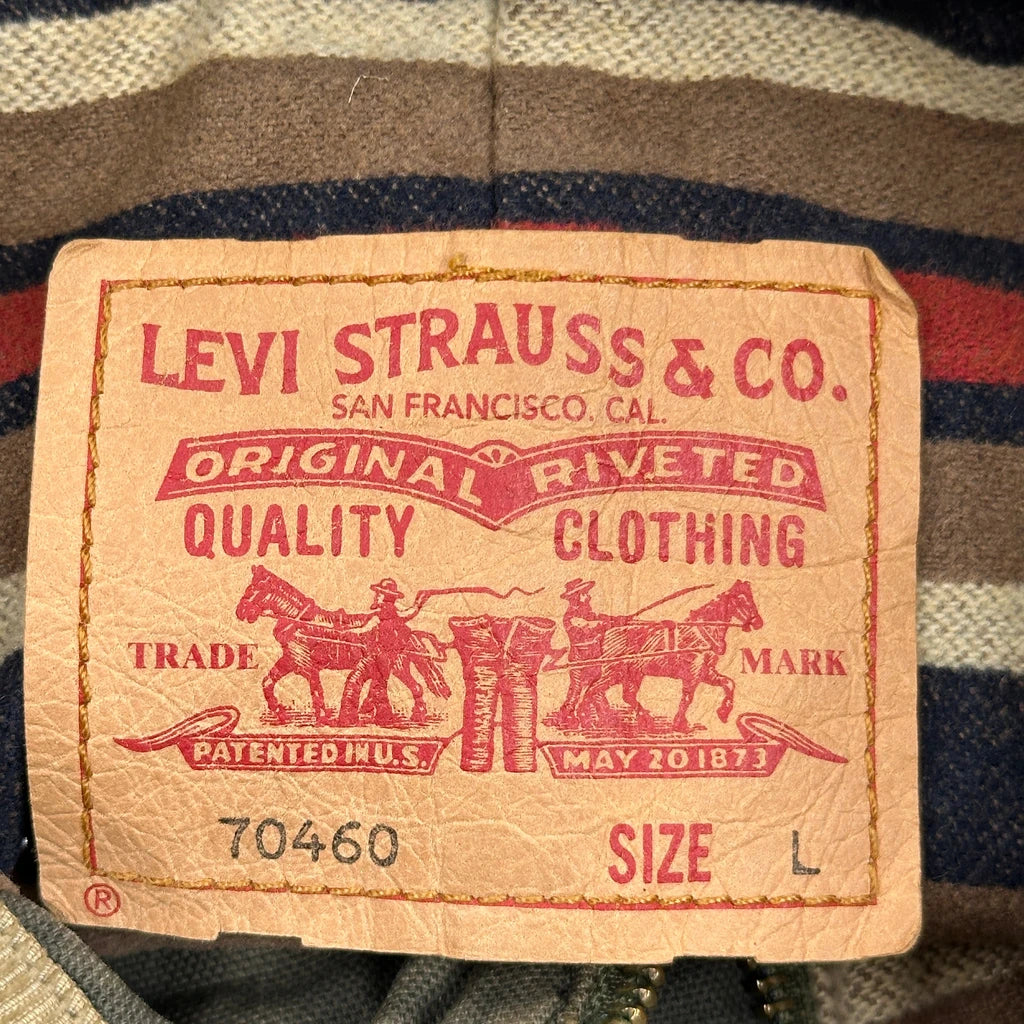 LEVI STRAUSS & CO.
SAN FRANCISCO. CAL.
ORIGINAL RIVETED
QUALITY CLOTHING
TRADE MARK
PATENTED IN U.S. MAY 20 1873
70460 SIZE L
®